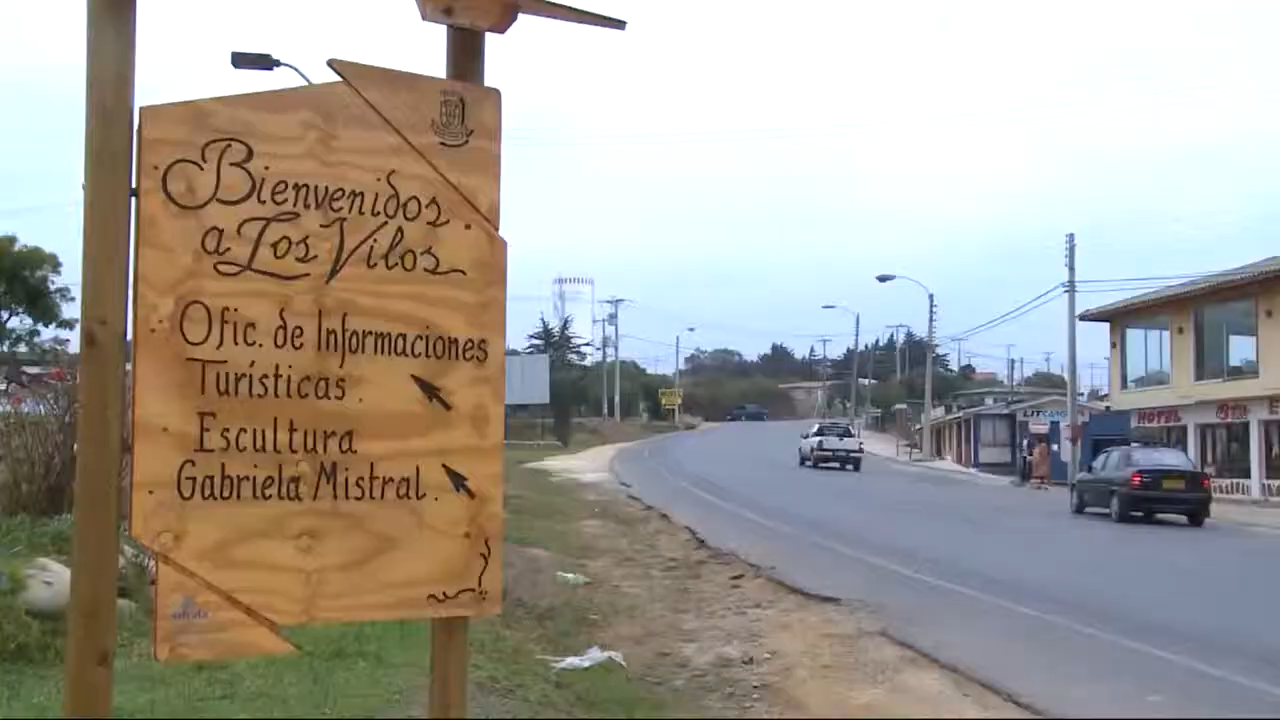 Bienvenidos
a Los Vilos
Ofic. de Informaciones
Turísticas.
Escultura
Gabriela Mistral.
HOTEL